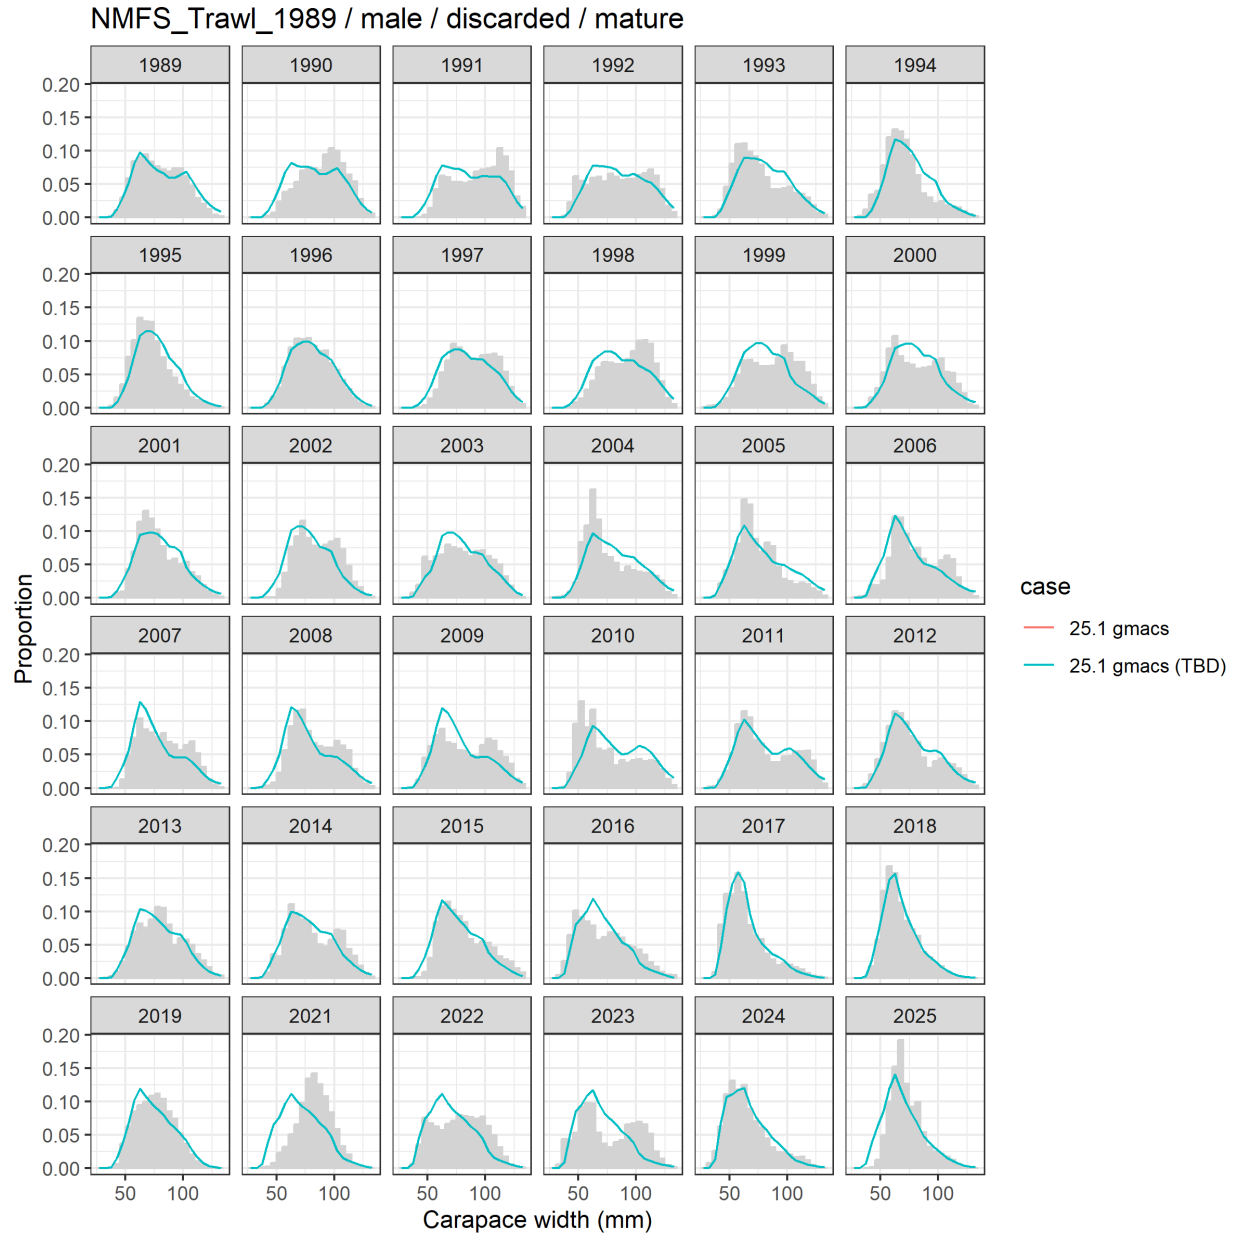 NMFS_Trawl_1989 / male / discarded / mature
1989 1990 1991 1992 1993 1994
0.20
0.15
0.10
0.05
0.00
1995 1996 1997 1998 1999 2000
0.20
0.15
0.10
0.05
0.00
2001 2002 2003 2004 2005 2006
0.20
0.15
0.10
0.05
0.00
2007 2008 2009 2010 2011 2012
0.20
0.15
0.10
0.05
0.00
2013 2014 2015 2016 2017 2018
0.20
0.15
0.10
0.05
0.00
2019 2021 2022 2023 2024 2025
0.20
0.15
0.10
0.05
0.00
50 100 50 100 50 100 50 100 50 100 50 100
Carapace width (mm)
Proportion
case
25.1 gmacs
25.1 gmacs (TBD)